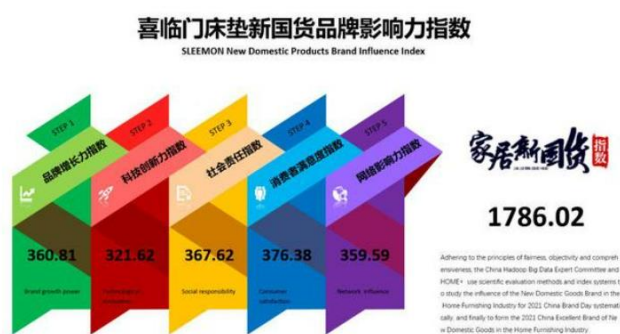 喜临门床垫新国货品牌影响力指数
SLEEMON New Domestic Products Brand Influence Index
STEP 1
STEP 2
STEP 3
STEP 4
STEP 5
品牌增长力指数
科技创新力指数
社会责任指数
消费者满意度指数
网络影响力指数
360.81
321.62
367.62
376.38
359.59
Brand growth power
Technological
Social responsibility
Consumer
satisfaction
Network influence
家居新国货
指数
1786.02
Adhering to the principles of fairness, objectivity and compreh
ensiveness, the China Hadoop Big Data Expert Committee and
HOME+ use scientific evaluation methods and index systems t
o study the influence of the New Domestic Goods Brand in the
Home Furnishing Industry for 2021 China Brand Day systemati
cally, and finally to form the 2021 China Excellent Brand of Ne
w Domestic Goods in the Home Furnishing Industry.